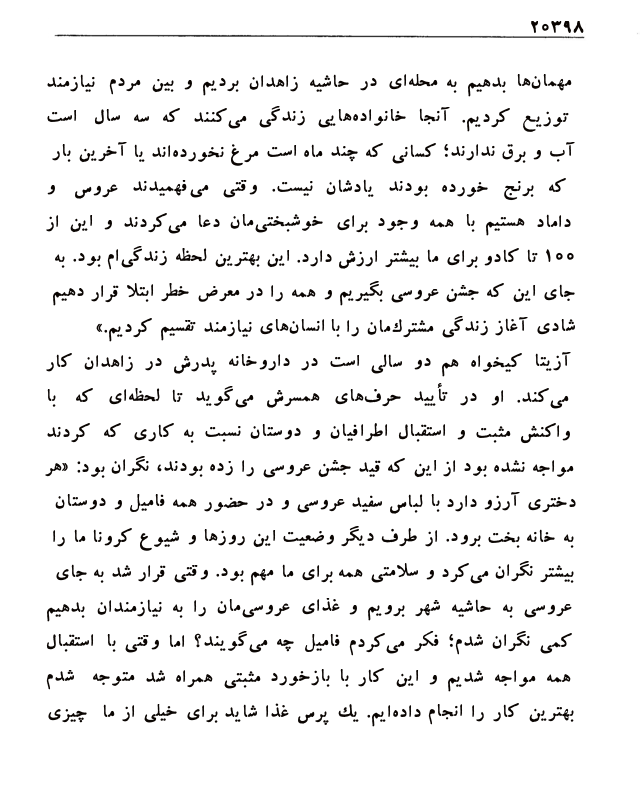 ۲۰۳۹۸
مهمان‌ها بدهیم به محله‌ای در حاشیه زاهدان بردیم و بین مردم نیازمند
توزیع کردیم. آنجا خانواده‌هایی زندگی می‌کنند که سه سال است
آب و برق ندارند؛ کسانی که چند ماه است مرغ نخورده‌اند یا آخرین بار
که برنج خورده بودند یادشان نیست. وقتی می‌فهمیدند عروس و
داماد هستیم با همه وجود برای خوشبختی‌مان دعا می‌کردند و این از
۱۰۰ تا کادو برای ما بیشتر ارزش دارد. این بهترین لحظه زندگی‌ام بود. به
جای این که جشن عروسی بگیریم و همه را در معرض خطر ابتلا قرار دهیم
شادی آغاز زندگی مشترك‌مان را با انسان‌های نیازمند تقسیم کردیم.»
آزیتا کیخواه هم دو سالی است در داروخانه پدرش در زاهدان کار
می‌کند. او در تأیید حرف‌های همسرش می‌گوید تا لحظه‌ای که با
واکنش مثبت و استقبال اطرافیان و دوستان نسبت به کاری که کردند
مواجه نشده بود از این که قید جشن عروسی را زده بودند، نگران بود: «هر
دختری آرزو دارد با لباس سفید عروسی و در حضور همه فامیل و دوستان
به خانه بخت برود. از طرف دیگر وضعیت این روزها و شیوع کرونا ما را
بیشتر نگران می‌کرد و سلامتی همه برای ما مهم بود. وقتی قرار شد به جای
عروسی به حاشیه شهر برویم و غذای عروسی‌مان را به نیازمندان بدهیم
کمی نگران شدم؛ فکر می‌کردم فامیل چه می‌گویند؟ اما وقتی با استقبال
همه مواجه شدیم و این کار با بازخورد مثبتی همراه شد متوجه شدم
بهترین کار را انجام داده‌ایم. یك پرس غذا شاید برای خیلی از ما چیزی